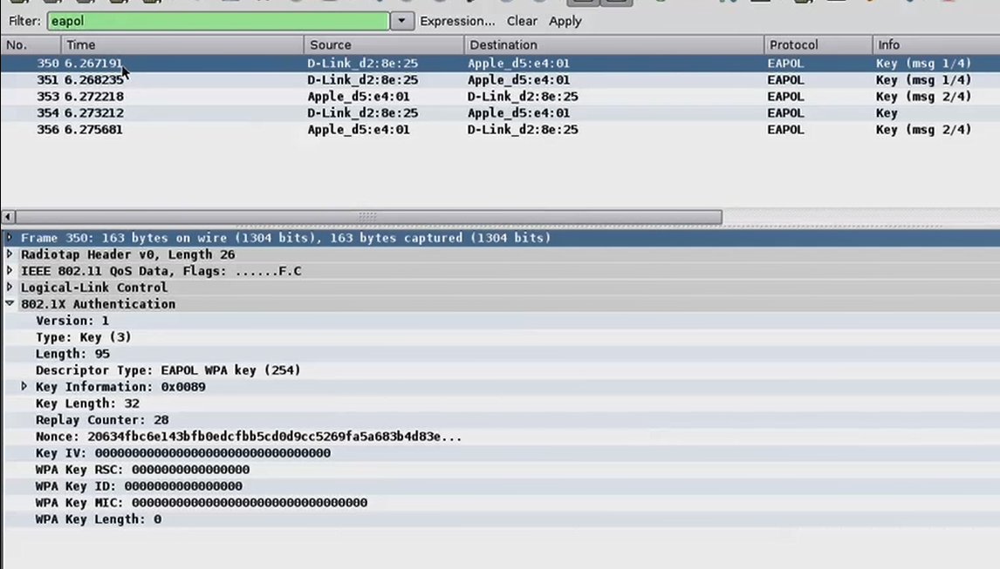 Filter: eapol Expression... Clear Apply
No. Time Source Destination Protocol Info
350 6.267191 D-Link_d2:8e:25 Apple_d5:e4:01 EAPOL Key (msg 1/4)
351 6.268235 D-Link_d2:8e:25 Apple_d5:e4:01 EAPOL Key (msg 1/4)
353 6.272218 Apple_d5:e4:01 D-Link_d2:8e:25 EAPOL Key (msg 2/4)
354 6.273212 D-Link_d2:8e:25 Apple_d5:e4:01 EAPOL Key
356 6.275681 Apple_d5:e4:01 D-Link_d2:8e:25 EAPOL Key (msg 2/4)
Frame 350: 163 bytes on wire (1304 bits), 163 bytes captured (1304 bits)
Radiotap Header v0, Length 26
IEEE 802.11 QoS Data, Flags: ......F.C
Logical-Link Control
802.1X Authentication
Version: 1
Type: Key (3)
Length: 95
Descriptor Type: EAPOL WPA key (254)
Key Information: 0x0089
Key Length: 32
Replay Counter: 28
Nonce: 20634fbc6e143bfb0edcfbb5cd0d9cc5269fa5a683b4d83e...
Key IV: 00000000000000000000000000000000
WPA Key RSC: 0000000000000000
WPA Key ID: 0000000000000000
WPA Key MIC: 00000000000000000000000000000000
WPA Key Length: 0